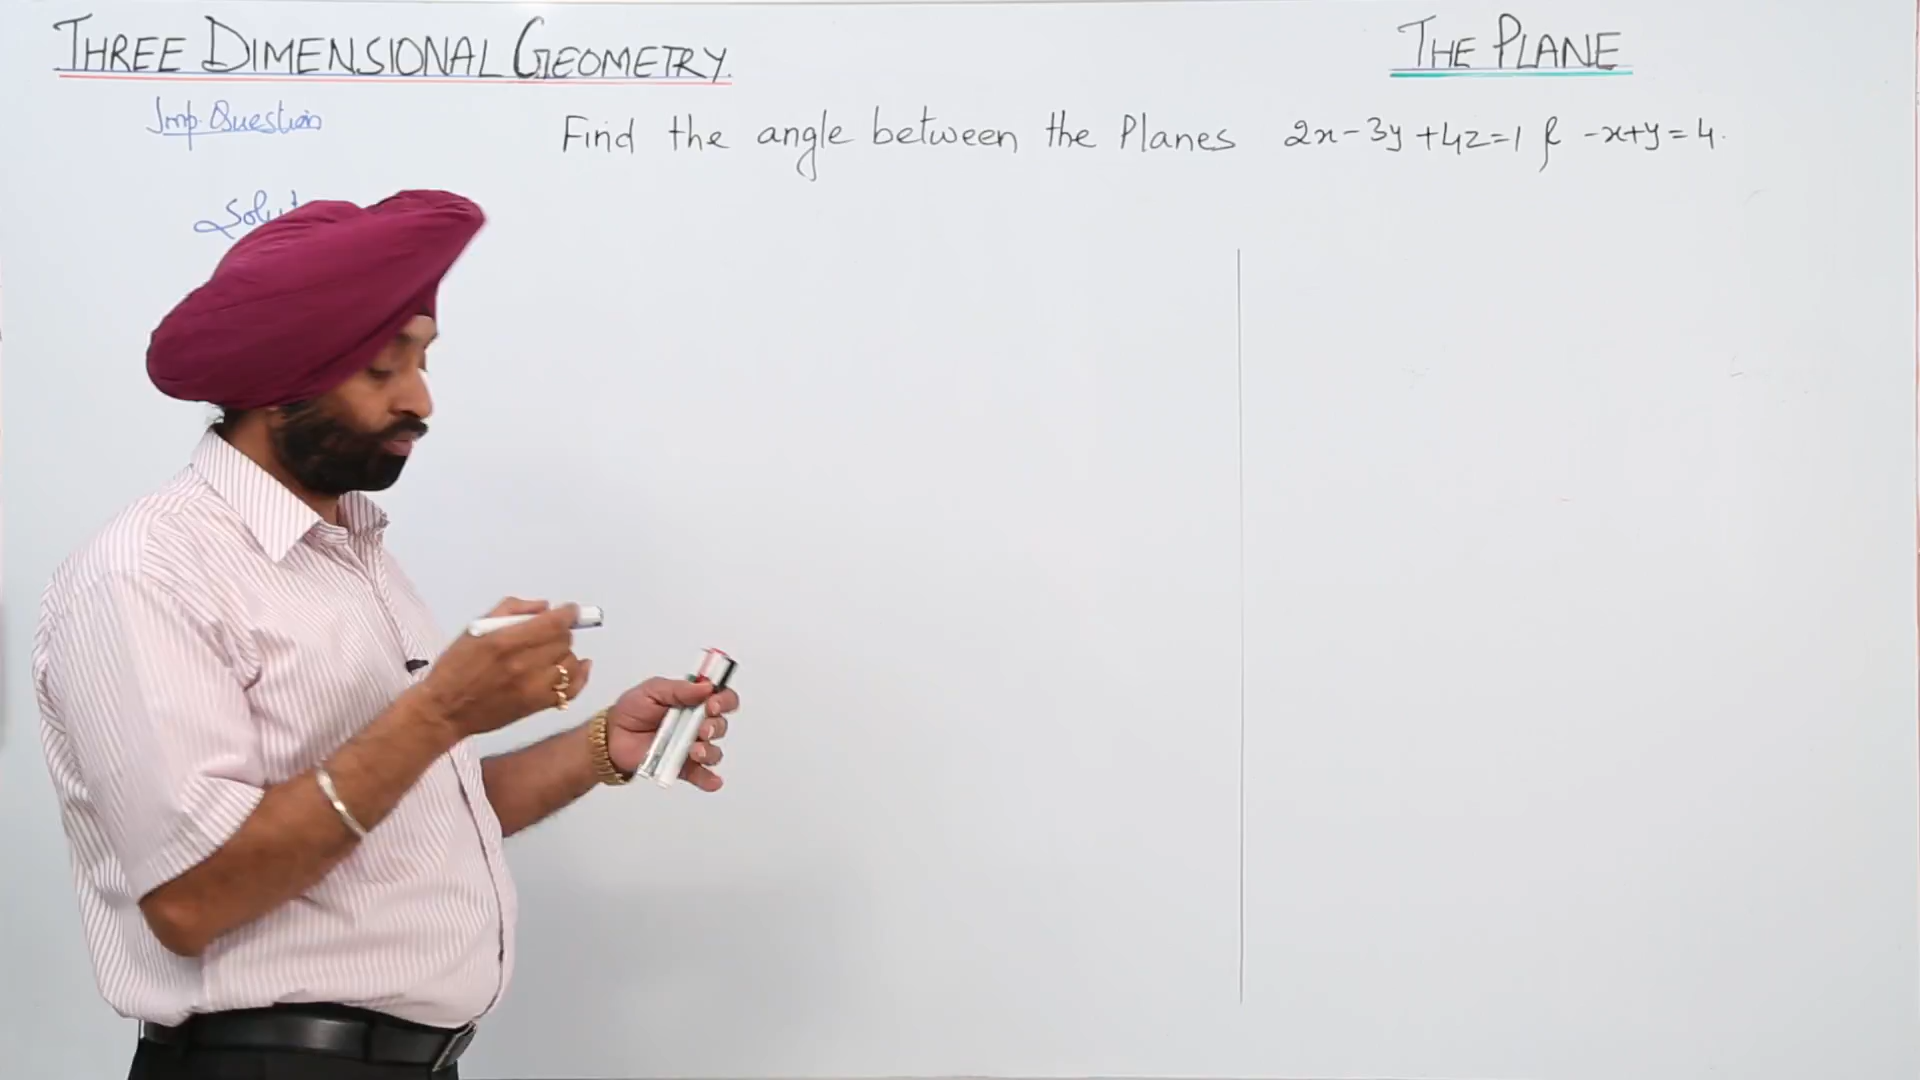 THREE DIMENSIONAL GEOMETRY.
THE PLANE
Imp. Question
Find the angle between the Planes 2x-3y+4z=1 & -x+y=4.